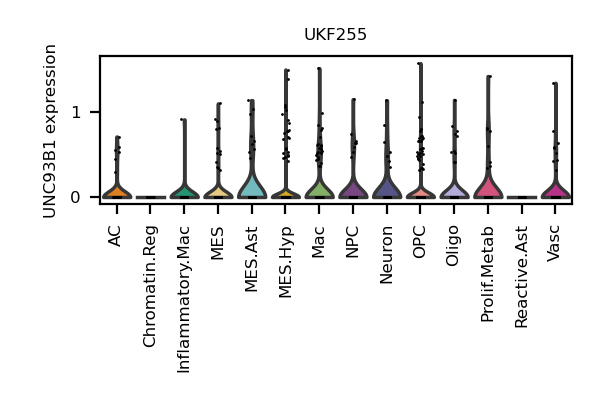 UKF255
UNC93B1 expression
1
0
AC
Chromatin.Reg
Inflammatory.Mac
MES
MES.Ast
MES.Hyp
Mac
NPC
Neuron
OPC
Oligo
Prolif.Metab
Reactive.Ast
Vasc